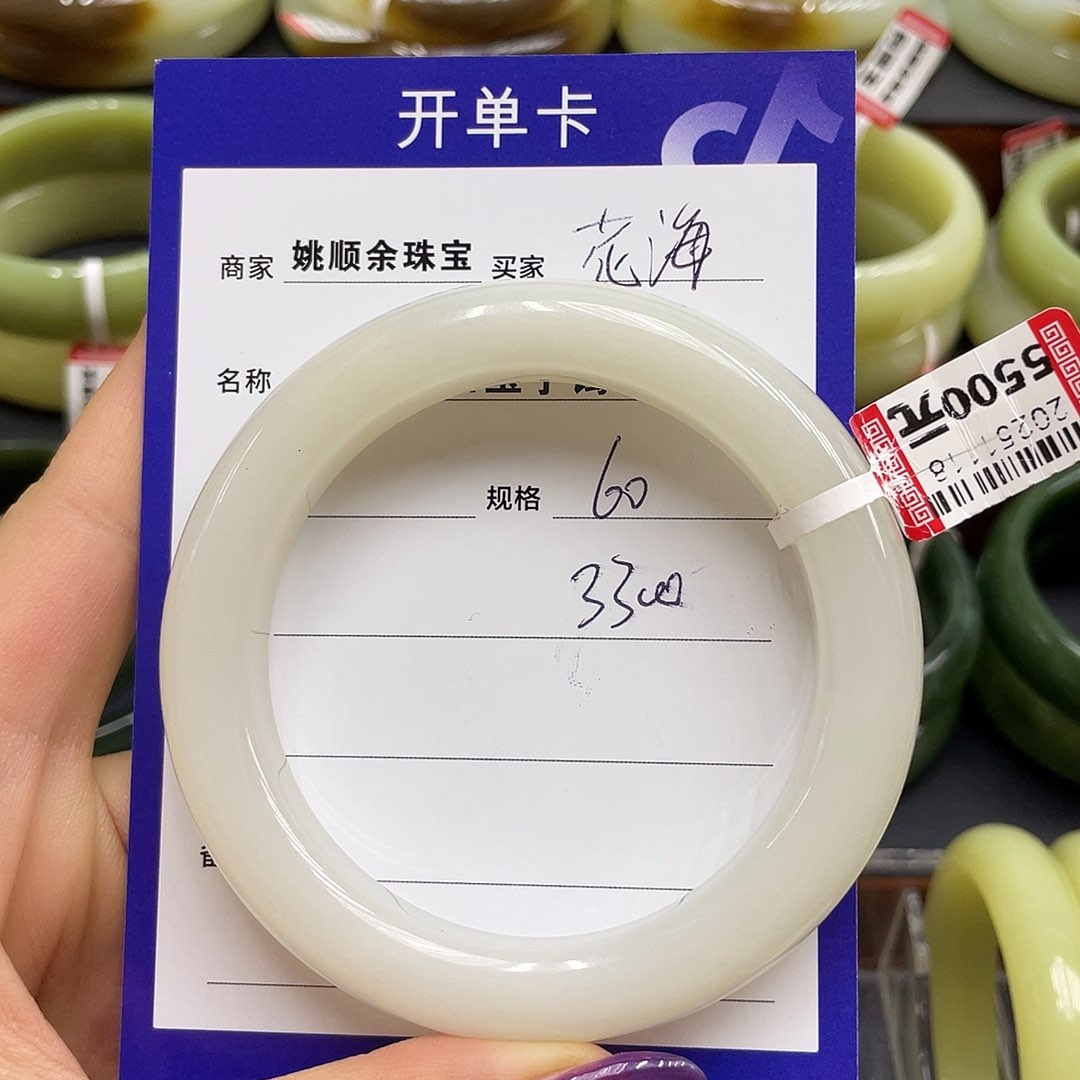 开单卡
商家 姚顺余珠宝 买家 花海
名称
规格 60
3300
5500元
20251118